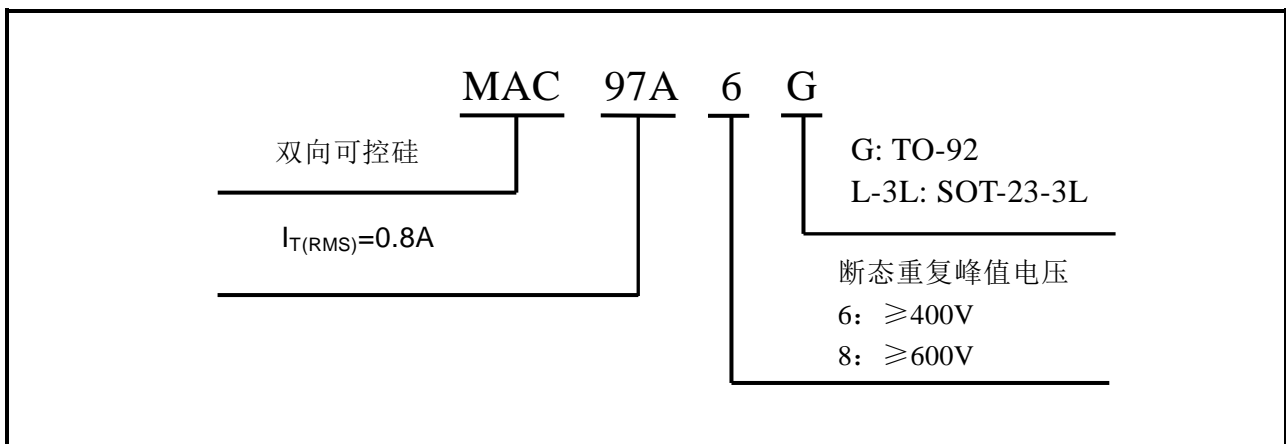 MAC 97A 6 G
双向可控硅
G: TO-92
L-3L: SOT-23-3L
I_T(RMS)=0.8A
断态重复峰值电压
6：≥400V
8：≥600V